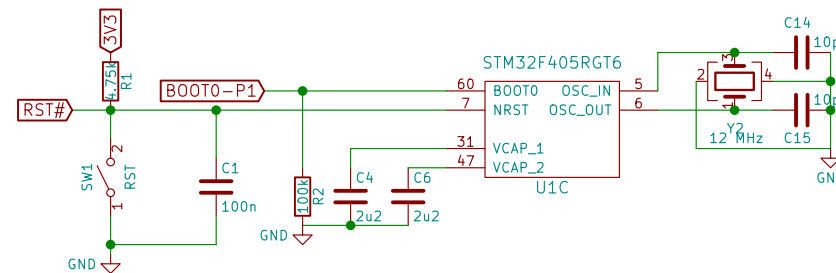 3V3
4.75k
R1
RST#
BOOT0-P1
SW1
2
1
RST
C1
100n
GND
100k
R2
GND
C4
2u2
C6
2u2
STM32F405RGT6
60 BOOT0 OSC_IN 5
7 NRST OSC_OUT 6
31 VCAP_1
47 VCAP_2
U1C
C14
10p
3
2 4
1
Y2
12 MHz
10p
C15
GN